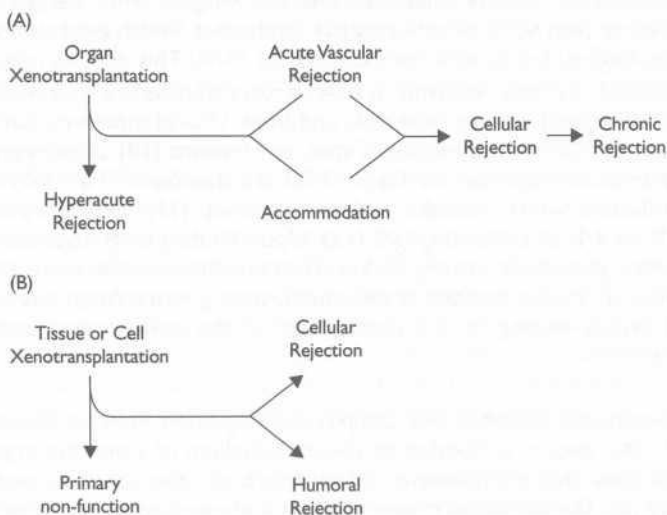 (A)
Organ
Xenotransplantation
Acute Vascular
Rejection
Cellular
Rejection
Chronic
Rejection
Hyperacute
Rejection
Accommodation
(B)
Tissue or Cell
Xenotransplantation
Cellular
Rejection
Primary
non-function
Humoral
Rejection